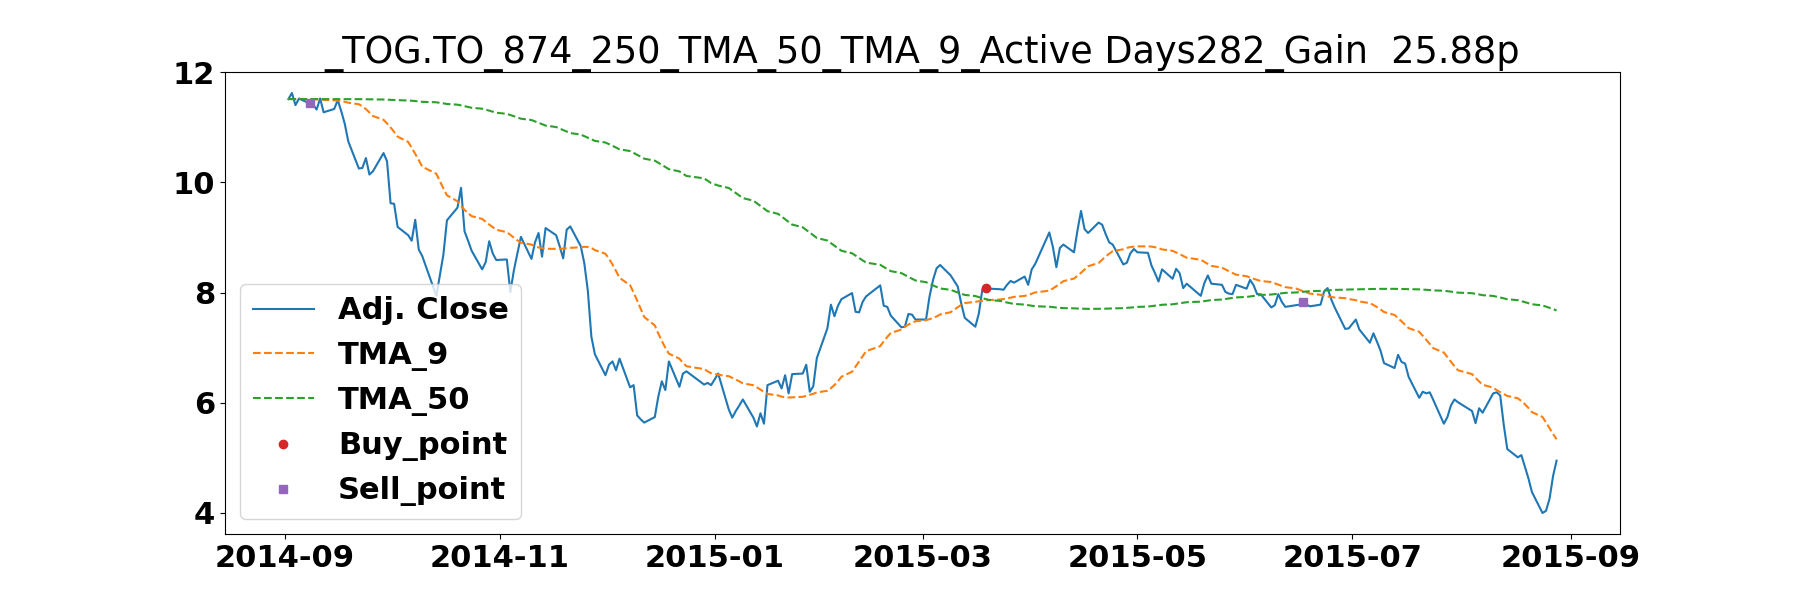 _TOG.TO_874_250_TMA_50_TMA_9_Active Days282_Gain  25.88p
12
10
8
6
4
Adj. Close
TMA_9
TMA_50
Buy_point
Sell_point
2014-09 2014-11 2015-01 2015-03 2015-05 2015-07 2015-09